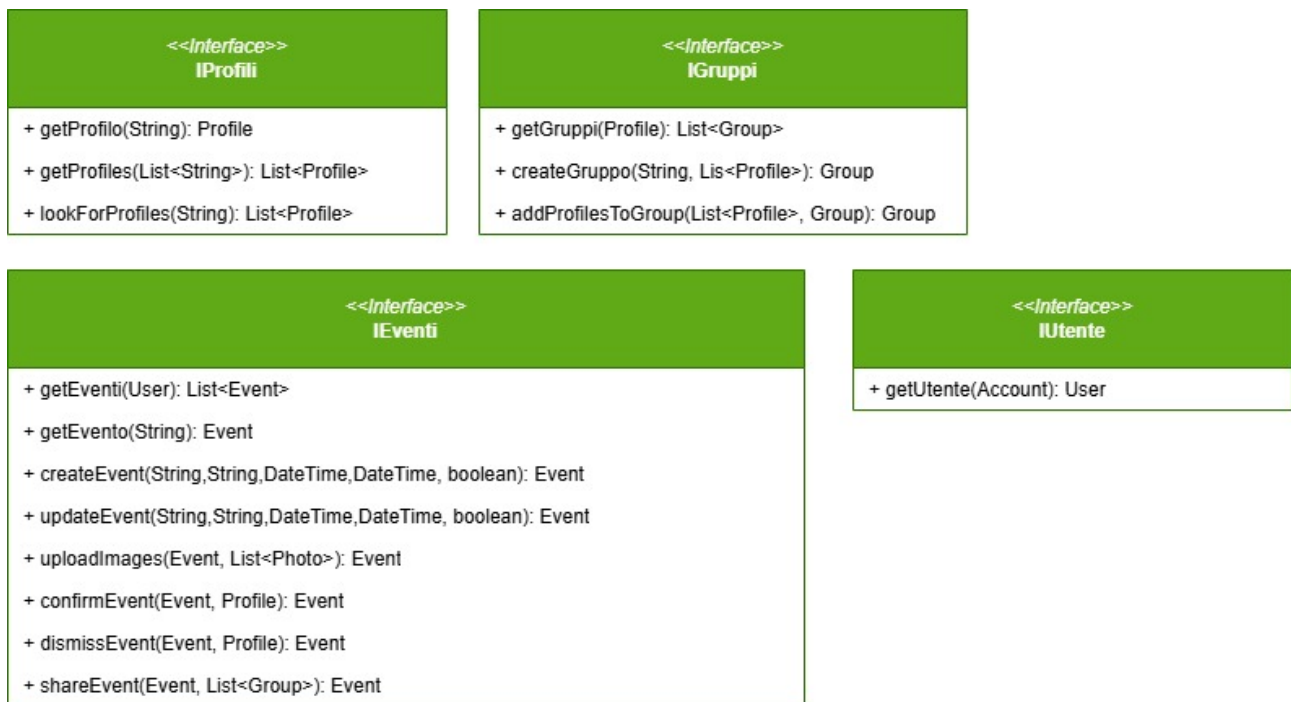 <<Interface>>
IProfili
+ getProfilo(String): Profile
+ getProfiles(List<String>): List<Profile>
+ lookForProfiles(String): List<Profile>
<<Interface>>
IGruppi
+ getGruppi(Profile): List<Group>
+ createGruppo(String, Lis<Profile>): Group
+ addProfilesToGroup(List<Profile>, Group): Group
<<Interface>>
IEventi
+ getEventi(User): List<Event>
+ getEvento(String): Event
+ createEvent(String,String,DateTime,DateTime, boolean): Event
+ updateEvent(String,String,DateTime,DateTime, boolean): Event
+ uploadImages(Event, List<Photo>): Event
+ confirmEvent(Event, Profile): Event
+ dismissEvent(Event, Profile): Event
+ shareEvent(Event, List<Group>): Event
<<Interface>>
IUtente
+ getUtente(Account): User